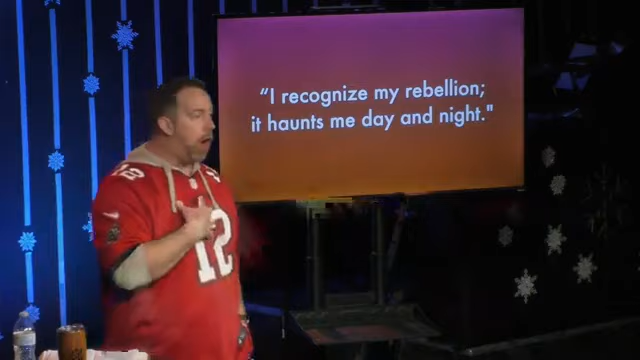 “I recognize my rebellion;
it haunts me day and night."
12
12